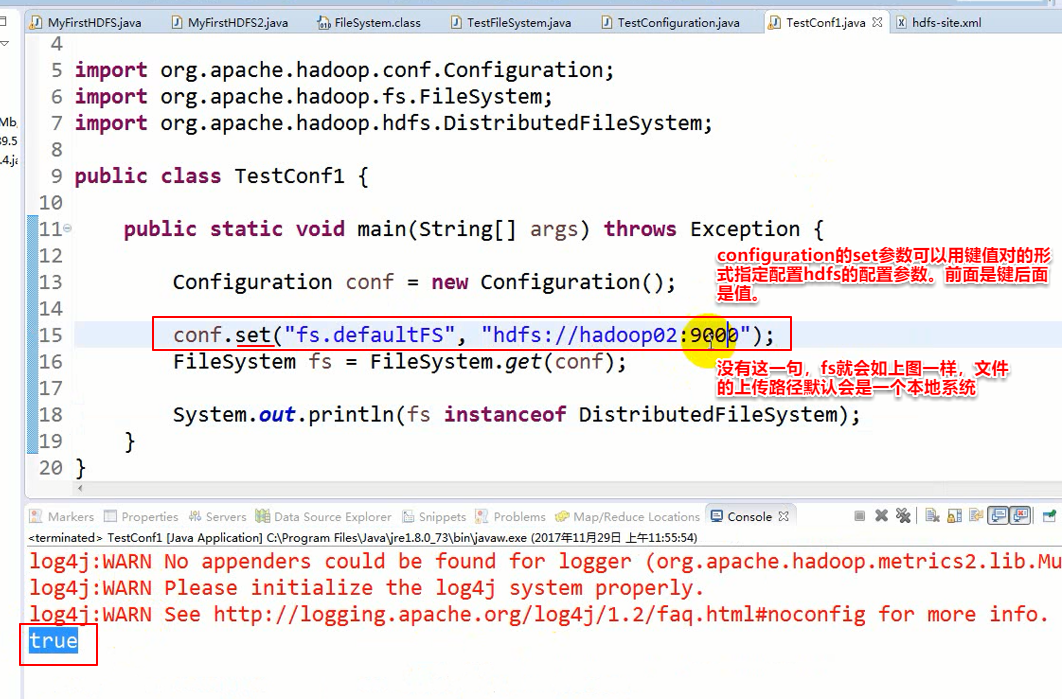 MyFirstHDFS.java MyFirstHDFS2.java FileSystem.class TestFileSystem.java TestConfiguration.java TestConf1.java hdfs-site.xml
4
5 import org.apache.hadoop.conf.Configuration;
6 import org.apache.hadoop.fs.FileSystem;
7 import org.apache.hadoop.hdfs.DistributedFileSystem;
8
9 public class TestConf1 {
10
11 public static void main(String[] args) throws Exception {
12
13 Configuration conf = new Configuration();
14
15 conf.set("fs.defaultFS", "hdfs://hadoop02:9000");
16 FileSystem fs = FileSystem.get(conf);
17
18 System.out.println(fs instanceof DistributedFileSystem);
19 }
20 }
Mb,
39.5
.4.ja
configuration的set参数可以用键值对的形
式指定配置hdfs的配置参数。前面是键后面
是值。
没有这一句，fs就会如上图一样，文件
的上传路径默认会是一个本地系统
Markers Properties Servers Data Source Explorer Snippets Problems Map/Reduce Locations Console
<terminated> TestConf1 [Java Application] C:\Program Files\Java\jre1.8.0_73\bin\javaw.exe (2017年11月29日 上午11:55:54)
log4j:WARN No appenders could be found for logger (org.apache.hadoop.metrics2.lib.Mu
log4j:WARN Please initialize the log4j system properly.
log4j:WARN See http://logging.apache.org/log4j/1.2/faq.html#noconfig for more info.
true